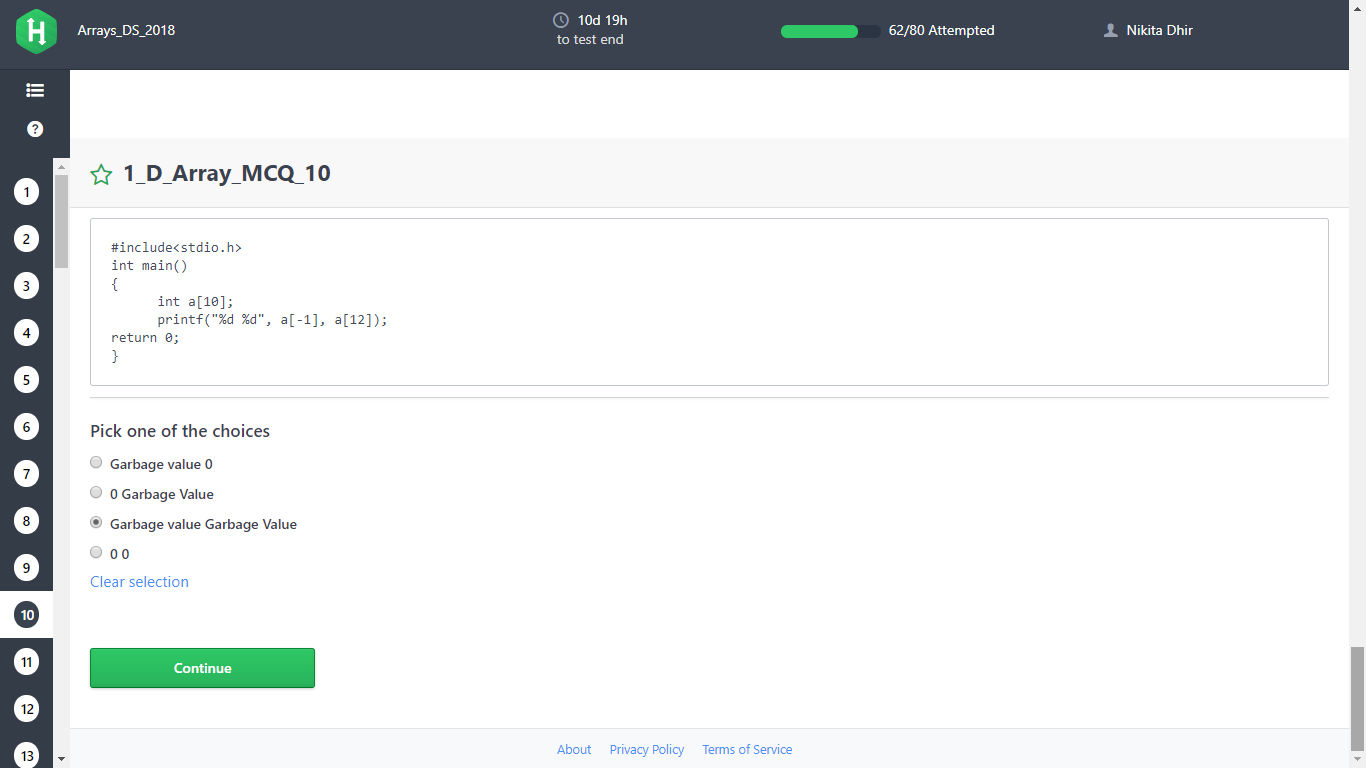 Arrays_DS_2018
10d 19h
to test end
62/80 Attempted
Nikita Dhir
?
1
2
3
4
5
6
7
8
9
10
11
12
13
1_D_Array_MCQ_10
#include<stdio.h>
int main()
{
int a[10];
printf("%d %d", a[-1], a[12]);
return 0;
}
Pick one of the choices
Garbage value 0
0 Garbage Value
Garbage value Garbage Value
0 0
Clear selection
Continue
About Privacy Policy Terms of Service